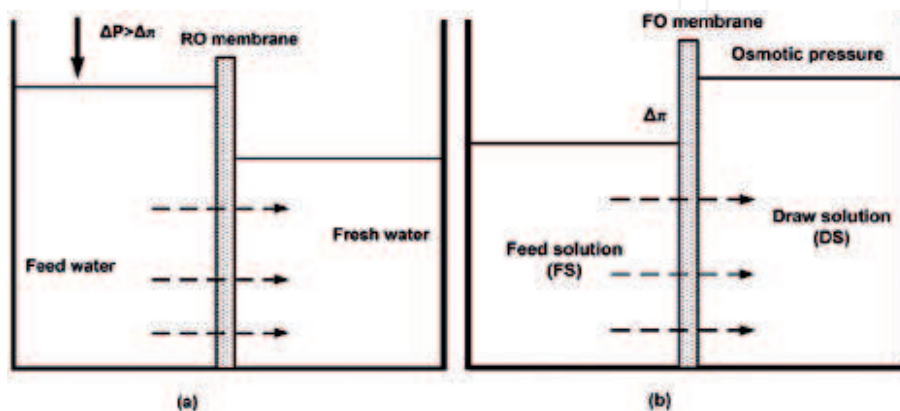 ΔP>Δπ
RO membrane
Feed water
Fresh water
(a)
FO membrane
Osmotic pressure
Δπ
Feed solution
(FS)
Draw solution
(DS)
(b)